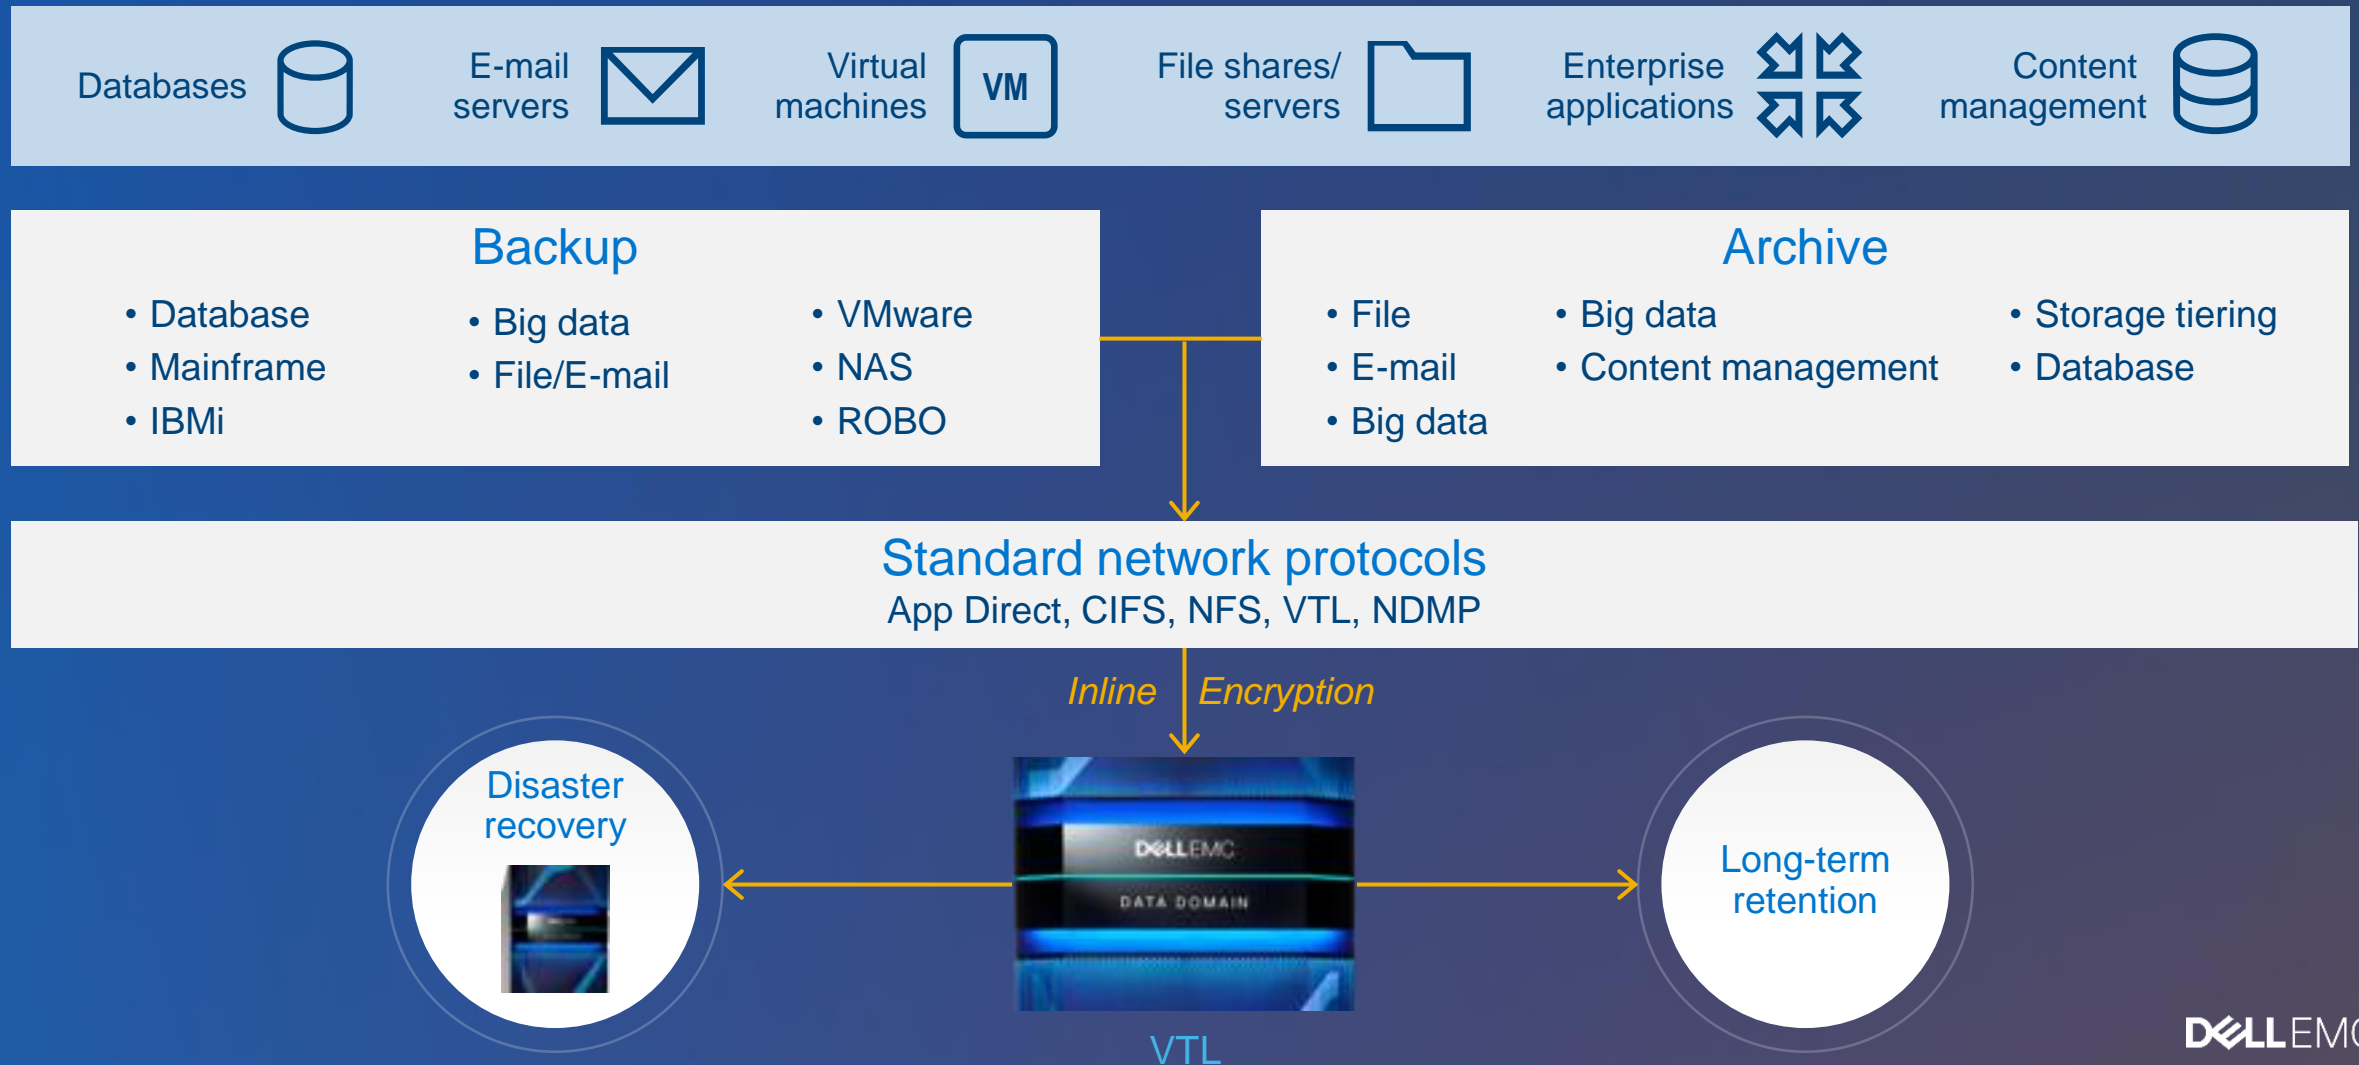 Databases
E-mail
servers
Virtual
machines
VM
File shares/
servers
Enterprise
applications
Content
management
Backup
• Database
• Mainframe
• IBMi
• Big data
• File/E-mail
• VMware
• NAS
• ROBO
Archive
• File
• E-mail
• Big data
• Big data
• Content management
• Storage tiering
• Database
Standard network protocols
App Direct, CIFS, NFS, VTL, NDMP
Inline Encryption
Disaster
recovery
DELLEMC
DATA DOMAIN
Long-term
retention
VTL
DELLEMC